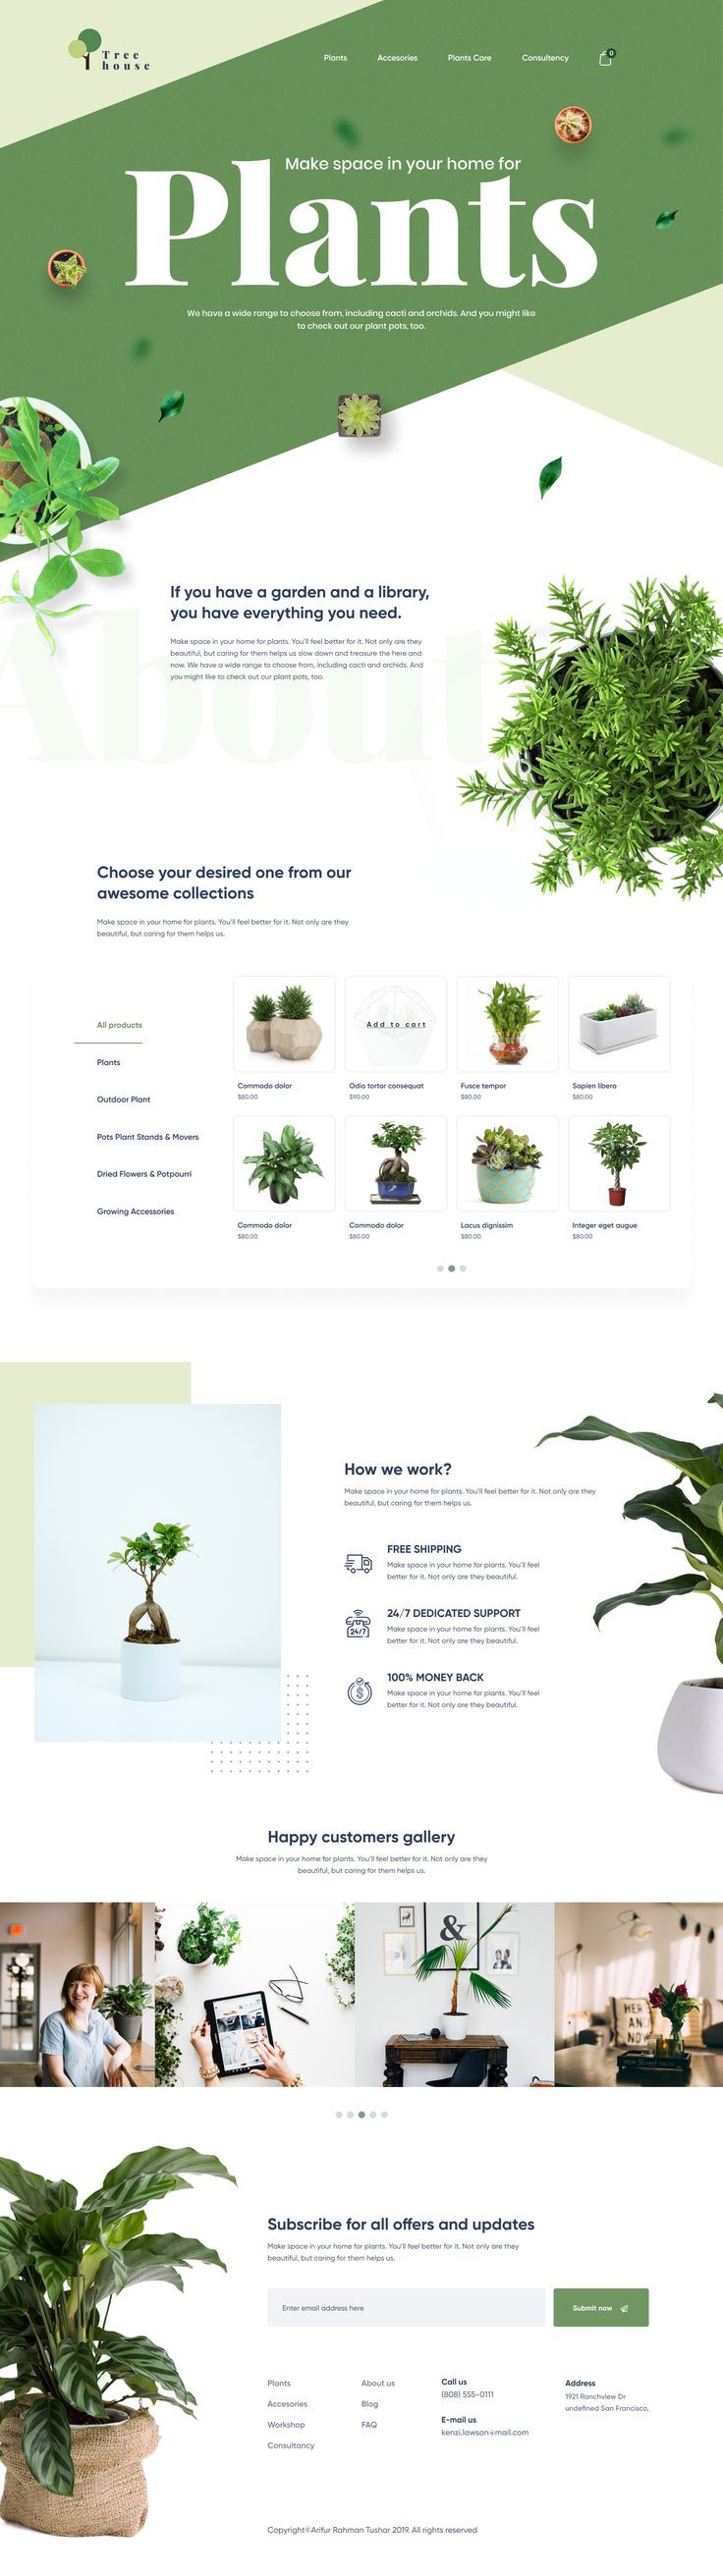 Tree
house
Plants
Accesories
Plants Care
Consultency
0
Make space in your home for
Plants
We have a wide range to choose from, including cacti and orchids. And you might like
to check out our plant pots, too.
If you have a garden and a library,
you have everything you need.
Make space in your home for plants. You'll feel better for it. Not only are they
beautiful, but caring for them helps us slow down and treasure the here and
now. We have a wide range to choose from, including cacti and orchids. And
you might like to check out our plant pots, too.
About
Choose your desired one from our
awesome collections
Make space in your home for plants. You'll feel better for it. Not only are they
beautiful, but caring for them helps us.
All products
Plants
Outdoor Plant
Pots Plant Stands & Movers
Dried Flowers & Potpourri
Growing Accessories
Add to cart
Commodo dolor
$80.00
Odio tortor consequat
$90.00
Fusce tempor
$80.00
Sapien libero
$80.00
Commodo dolor
$80.00
Commodo dolor
$80.00
Lacus dignissim
$80.00
Integer eget augue
$80.00
How we work?
Make space in your home for plants. You'll feel better for it. Not only are they
beautiful, but caring for them helps us.
FREE SHIPPING
Make space in your home for plants. You'll feel
better for it. Not only are they beautiful.
24/7
24/7 DEDICATED SUPPORT
Make space in your home for plants. You'll feel
better for it. Not only are they beautiful.
$
100% MONEY BACK
Make space in your home for plants. You'll feel
better for it. Not only are they beautiful.
Happy customers gallery
Make space in your home for plants. You'll feel better for it. Not only are they
beautiful, but caring for them helps us.
&
HERE
AND
NOW
Subscribe for all offers and updates
Make space in your home for plants. You'll feel better for it. Not only are they
beautiful, but caring for them helps us.
Enter email address here
Submit now
Plants
Accesories
Workshop
Consultancy
About us
Blog
FAQ
Call us
(808) 555-0111
E-mail us
kenzi.lawson@mail.com
Address
1921 Ranchview Dr
undefined San Francisco,
Copyright©Arifur Rahman Tushar 2019. All rights reserved